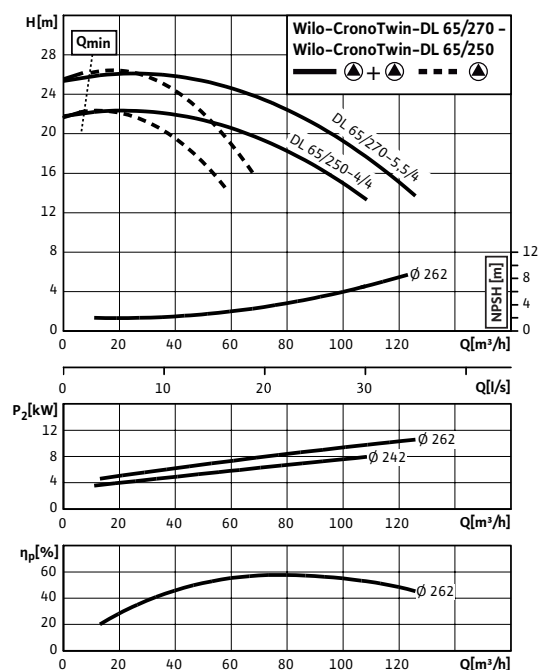 H[m]
Qmin
Wilo-CronoTwin-DL 65/270 -
Wilo-CronoTwin-DL 65/250
+
28
24
20
16
12
8
4
0
DL 65/270-5,5/4
DL 65/250-4/4
Ø 262
NPSH [m]
12
8
4
0
0 20 40 60 80 100 120 Q[m³/h]
0 10 20 30 Q[l/s]
P2[kW]
12
8
4
0
Ø 262
Ø 242
0 20 40 60 80 100 120 Q[m³/h]
ηp[%]
60
40
20
0
Ø 262
0 20 40 60 80 100 120 Q[m³/h]